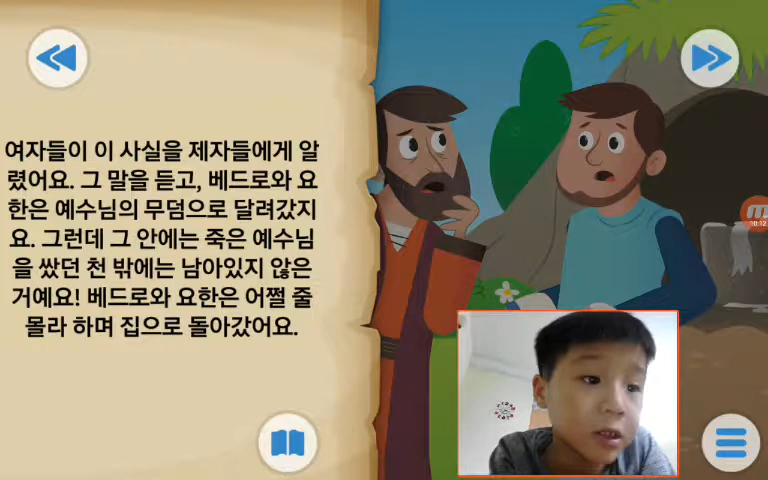 여자들이 이 사실을 제자들에게 알
렸어요. 그 말을 듣고, 베드로와 요
한은 예수님의 무덤으로 달려갔지
요. 그런데 그 안에는 죽은 예수님
을 쌌던 천 밖에는 남아있지 않은
거예요! 베드로와 요한은 어쩔 줄
몰라 하며 집으로 돌아갔어요.
10:12